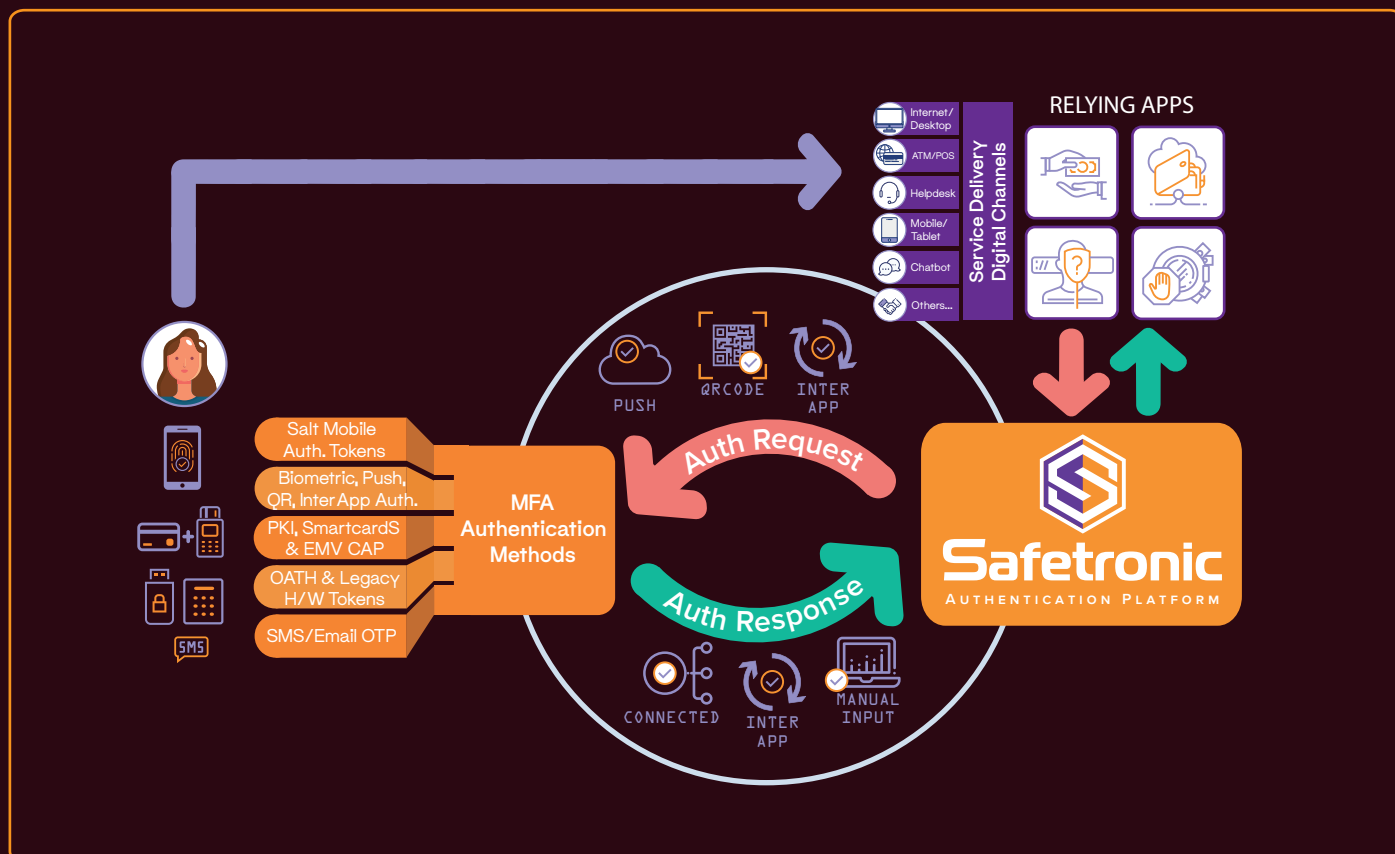 RELYING APPS
Internet/
Desktop
ATM/POS
Helpdesk
Mobile/
Tablet
Chatbot
Others...
Service Delivery
Digital Channels
PUSH
QRCODE
INTER
APP
Auth Request
Salt Mobile
Auth. Tokens
Biometric, Push,
QR, InterApp Auth.
PKI, SmartcardS
& EMV CAP
OATH & Legacy
H/W Tokens
SMS/Email OTP
SMS
MFA
Authentication
Methods
Safetronic
AUTHENTICATION PLATFORM
Auth Response
CONNECTED
INTER
APP
MANUAL
INPUT